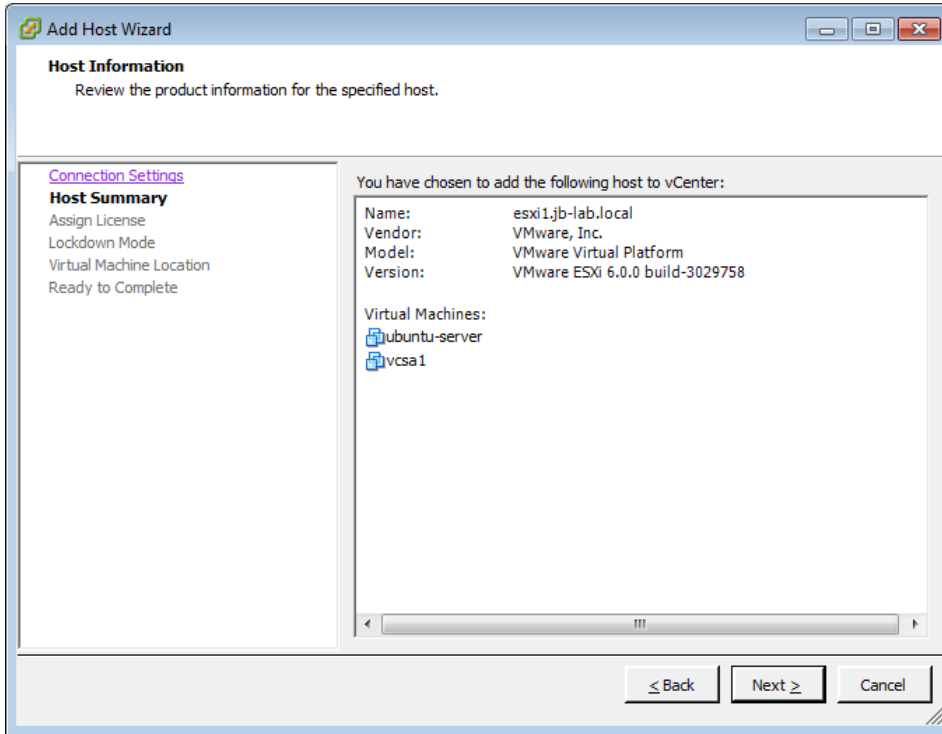 Add Host Wizard
Host Information
Review the product information for the specified host.
Connection Settings
Host Summary
Assign License
Lockdown Mode
Virtual Machine Location
Ready to Complete
You have chosen to add the following host to vCenter:
Name: esxi1.jb-lab.local
Vendor: VMware, Inc.
Model: VMware Virtual Platform
Version: VMware ESXi 6.0.0 build-3029758
Virtual Machines:
ubuntu-server
vcsa1
< Back Next > Cancel